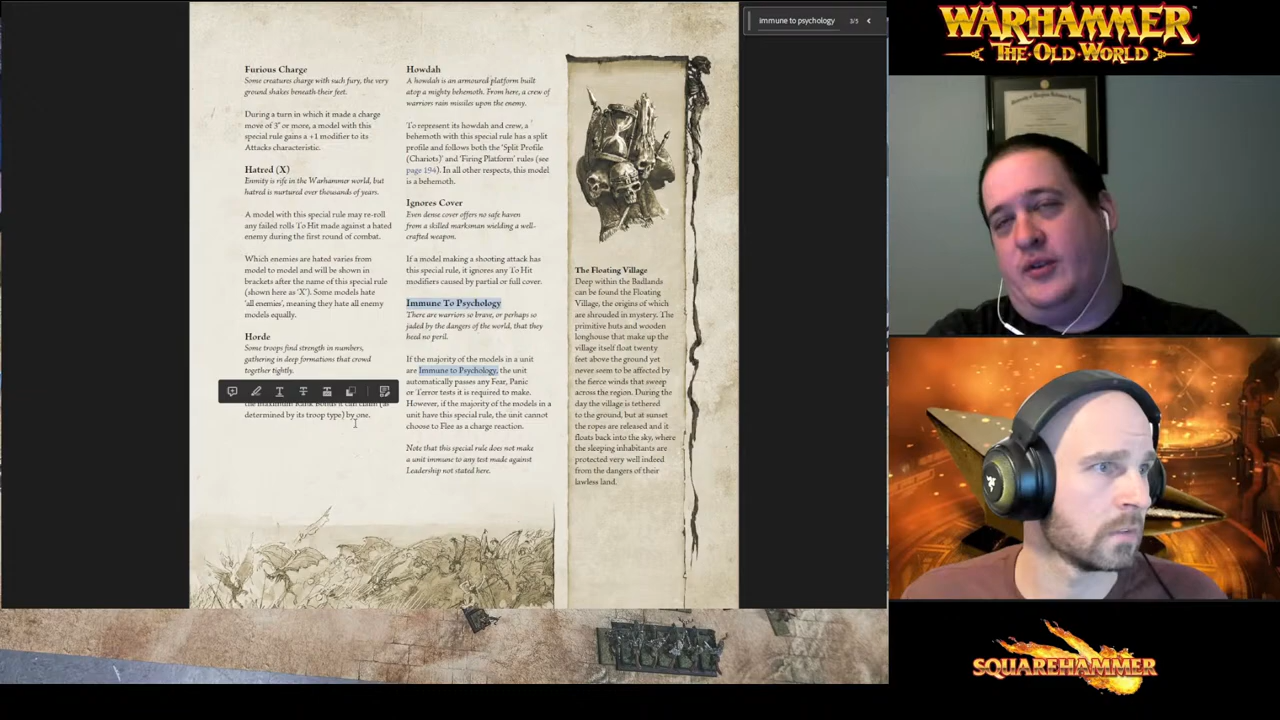 immune to psychology 3/5
WARHAMMER
THE OLD WORLD
Furious Charge
Some creatures charge with such fury, the very
ground shakes beneath their feet.
During a turn in which it made a charge
move of 3" or more, a model with this
special rule gains a +1 modifier to its
Attacks characteristic.
Hatred (X)
Enmity is rife in the Warhammer world, but
hatred is nurtured over thousands of years.
A model with this special rule may re-roll
any failed rolls To Hit made against a hated
enemy during the first round of combat.
Which enemies are hated varies from
model to model and will be shown in
brackets after the name of this special rule
(shown here as 'X'). Some models hate
'all enemies', meaning they hate all enemy
models equally.
Horde
Some troops find strength in numbers,
gathering in deep formations that crowd
together tightly.
the maximum Rank Bonus it can claim (as
determined by its troop type) by one.
Howdah
A howdah is an armoured platform built
atop a mighty behemoth. From here, a crew of
warriors rain missiles upon the enemy.
To represent its howdah and crew, a
behemoth with this special rule has a split
profile and follows both the 'Split Profile
(Chariots)' and 'Firing Platform' rules (see
page 194). In all other respects, this model
is a behemoth.
Ignores Cover
Even dense cover offers no safe haven
from a skilled marksman wielding a well-
crafted weapon.
If a model making a shooting attack has
this special rule, it ignores any To Hit
modifiers caused by partial or full cover.
Immune To Psychology
There are warriors so brave, or perhaps so
jaded by the dangers of the world, that they
heed no peril.
If the majority of the models in a unit
are Immune to Psychology, the unit
automatically passes any Fear, Panic
or Terror tests it is required to make.
However, if the majority of the models in a
unit have this special rule, the unit cannot
choose to Flee as a charge reaction.
Note that this special rule does not make
a unit immune to any test made against
Leadership not stated here.
The Floating Village
Deep within the Badlands
can be found the Floating
Village, the origins of which
are shrouded in mystery. The
primitive huts and wooden
longhouse that make up the
village itself float twenty
feet above the ground yet
never seem to be affected by
the fierce winds that sweep
across the region. During the
day the village is tethered
to the ground, but at sunset
the ropes are released and it
floats back into the sky, where
the sleeping inhabitants are
protected very well indeed
from the dangers of their
lawless land.
SQUAREHAMMER